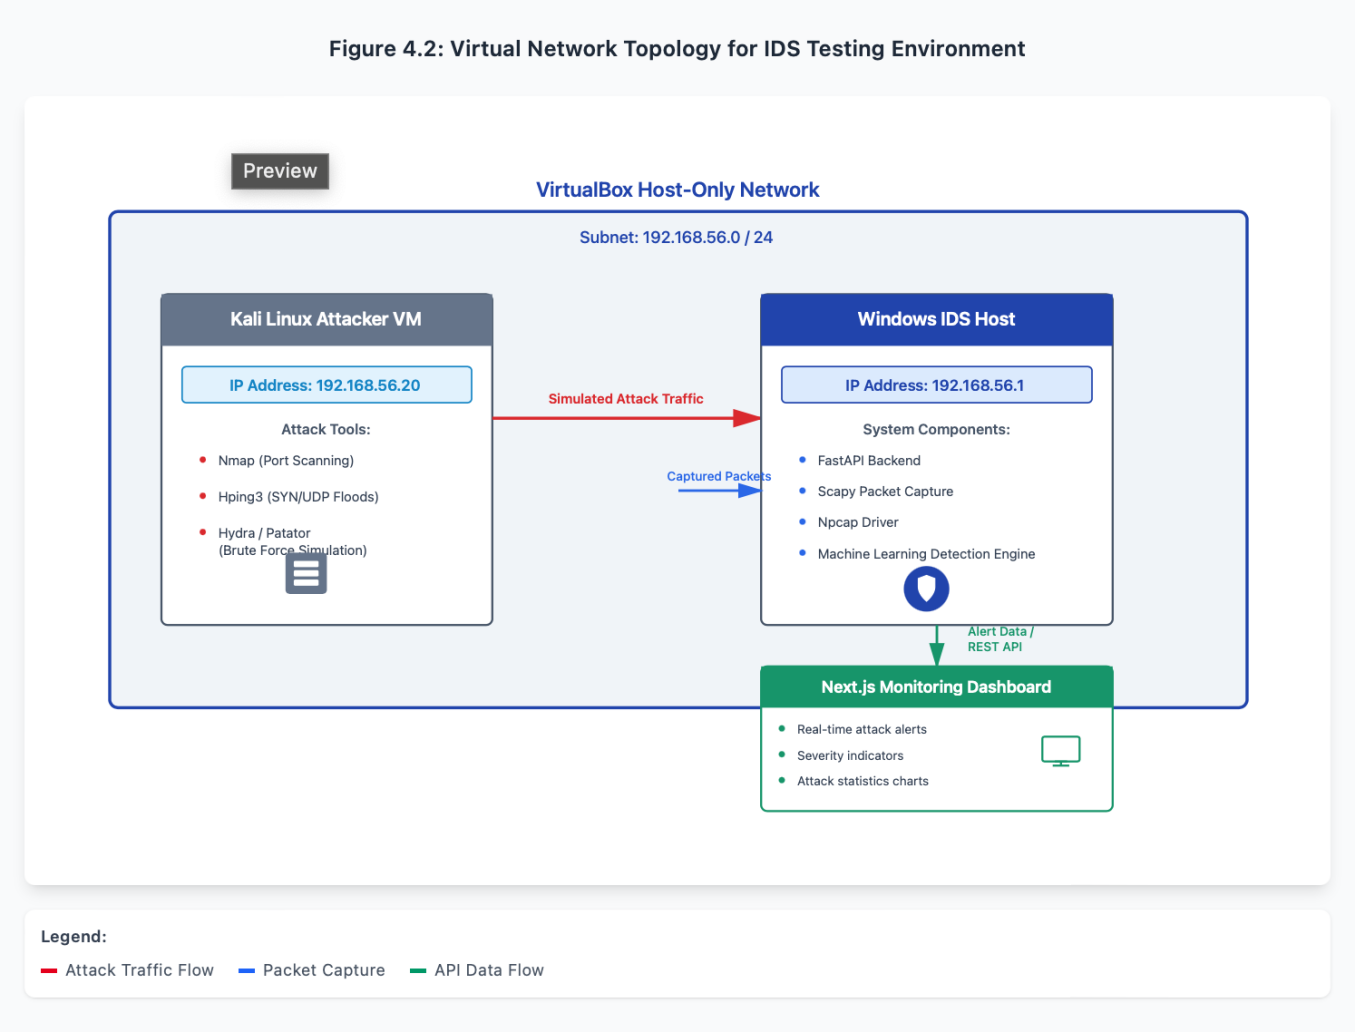 Figure 4.2: Virtual Network Topology for IDS Testing Environment
Preview
VirtualBox Host-Only Network
Subnet: 192.168.56.0 / 24
Kali Linux Attacker VM
IP Address: 192.168.56.20
Attack Tools:
Nmap (Port Scanning)
Hping3 (SYN/UDP Floods)
Hydra / Patator
(Brute Force Simulation)
Simulated Attack Traffic
Captured Packets
Windows IDS Host
IP Address: 192.168.56.1
System Components:
FastAPI Backend
Scapy Packet Capture
Npcap Driver
Machine Learning Detection Engine
Alert Data /
REST API
Next.js Monitoring Dashboard
Real-time attack alerts
Severity indicators
Attack statistics charts
Legend:
Attack Traffic Flow
Packet Capture
API Data Flow